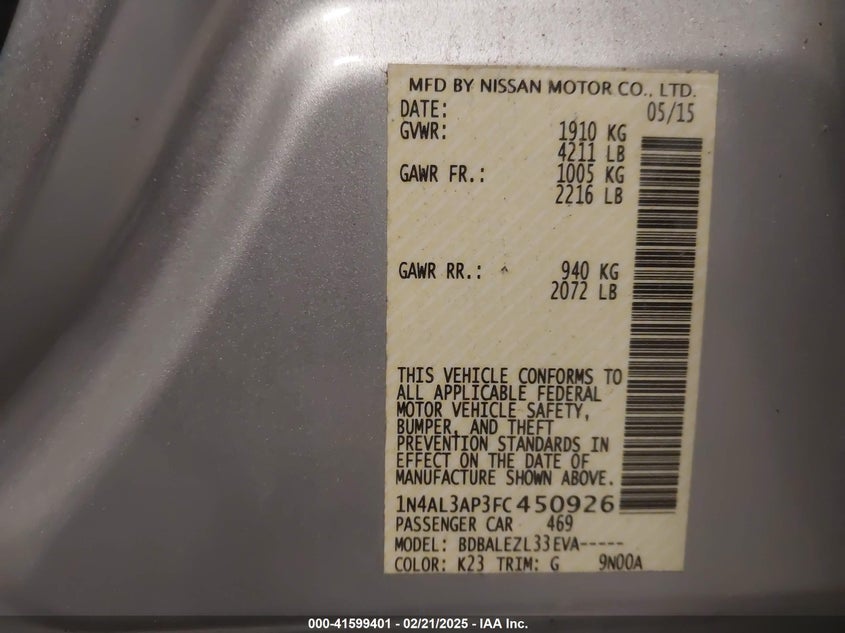 MFD BY NISSAN MOTOR CO., LTD.
DATE: 05/15
GVWR: 1910 KG
4211 LB
GAWR FR.: 1005 KG
2216 LB
GAWR RR.: 940 KG
2072 LB
THIS VEHICLE CONFORMS TO
ALL APPLICABLE FEDERAL
MOTOR VEHICLE SAFETY,
BUMPER, AND THEFT
PREVENTION STANDARDS IN
EFFECT ON THE DATE OF
MANUFACTURE SHOWN ABOVE.
1N4AL3AP3FC450926
PASSENGER CAR 469
MODEL: BDBALEZL33EVA-----
COLOR: K23 TRIM: G 9N00A
000-41599401 - 02/21/2025 - IAA Inc.